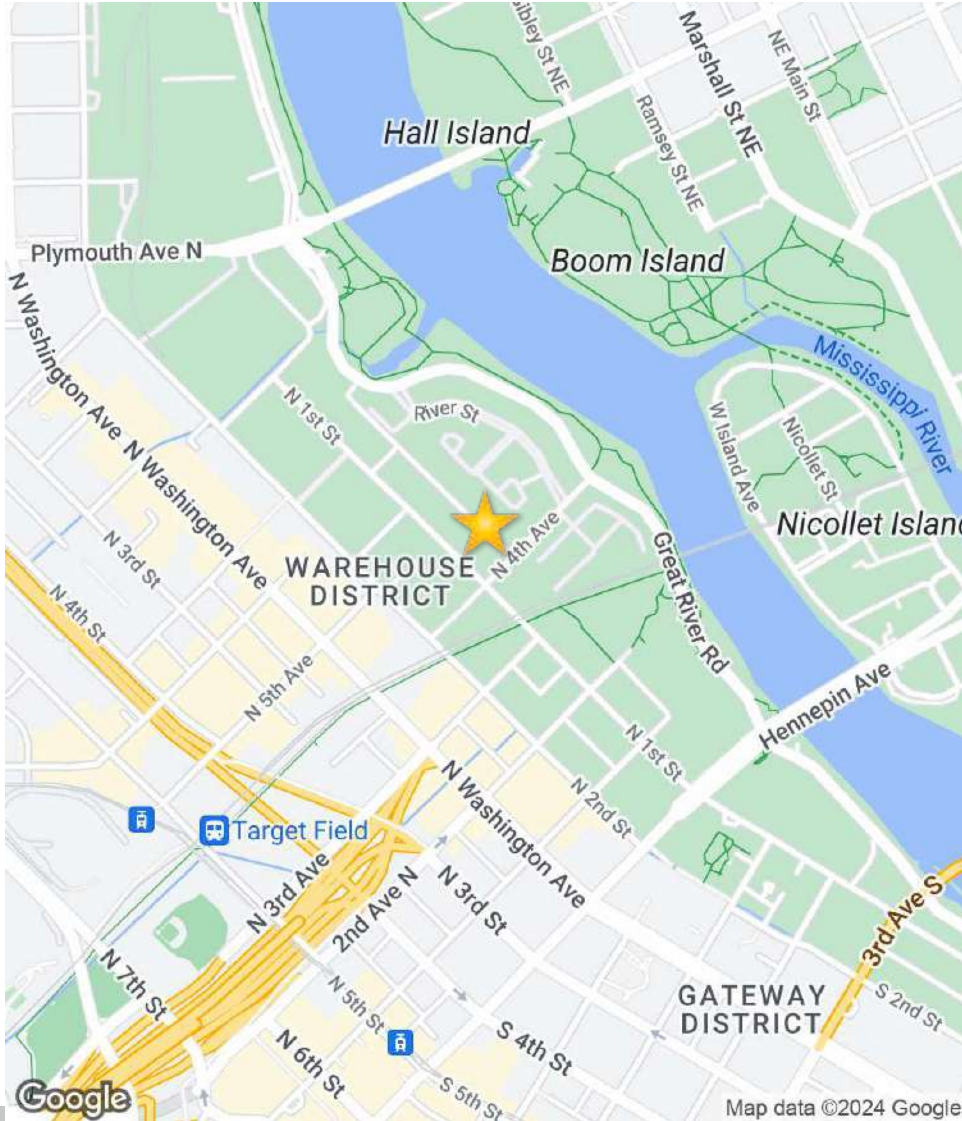 Sibley St NE
Marshall St NE
NE Main St
Hall Island
Ramsey St NE
Plymouth Ave N
Boom Island
N Washington Ave
N Washington Ave
Mississippi River
N 1st St
River St
W Island Ave
Nicollet St
N 4th Ave
Nicollet Island
N 3rd St
WAREHOUSE
DISTRICT
Great River Rd
N 4th St
N 5th Ave
Hennepin Ave
N 1st St
N 2nd St
N Washington Ave
Target Field
N 3rd Ave
2nd Ave N
N 3rd St
3rd Ave S
N 7th St
N 5th St
GATEWAY
DISTRICT
S 2nd St
S 4th St
N 6th St
S 5th St
Google
Map data ©2024 Google